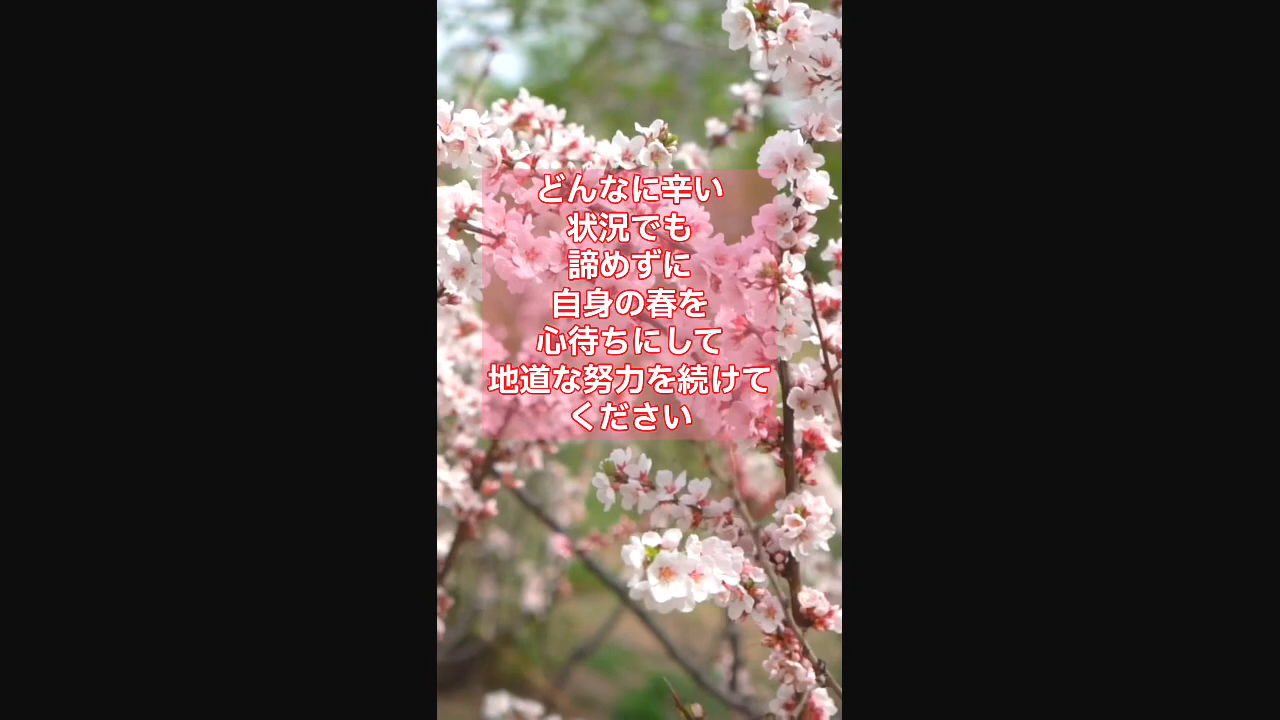 どんなに辛い
状況でも
諦めずに
自身の春を
心待ちにして
地道な努力を続けて
ください